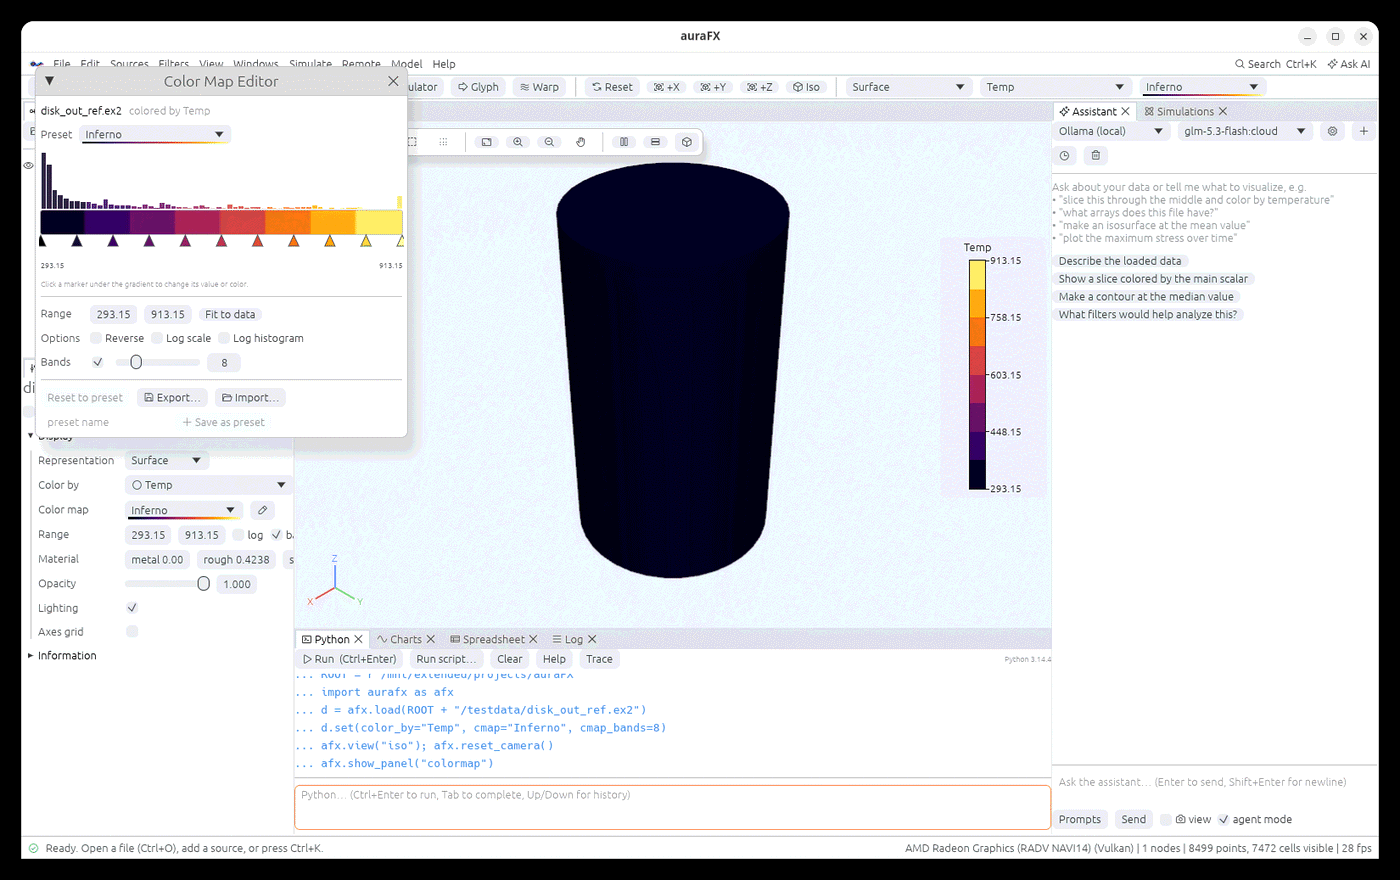 auraFX
File Edit Sources Filters View Windows Simulate Remote Model Help
Search Ctrl+K Ask AI
Color Map Editor
ulator Glyph Warp Reset +X +Y +Z Iso Surface Temp Inferno
disk_out_ref.ex2 colored by Temp
Preset Inferno
293.15 913.15
Click a marker under the gradient to change its value or color.
Range 293.15 913.15 Fit to data
Options Reverse Log scale Log histogram
Bands 8
Reset to preset Export... Import...
preset name + Save as preset
di
Display
Representation Surface
Color by Temp
Color map Inferno
Range 293.15 913.15 log ba
Material metal 0.00 rough 0.4238 s
Opacity 1.000
Lighting
Axes grid
Information
Temp
913.15
758.15
603.15
448.15
293.15
Z
X Y
Python Charts Spreadsheet Log
Run (Ctrl+Enter) Run script... Clear Help Trace Python 3.14.4
... ROOT = r"/mnt/extended/projects/auraFX"
... import aurafx as afx
... d = afx.load(ROOT + "/testdata/disk_out_ref.ex2")
... d.set(color_by="Temp", cmap="Inferno", cmap_bands=8)
... afx.view("iso"); afx.reset_camera()
... afx.show_panel("colormap")
Python... (Ctrl+Enter to run, Tab to complete, Up/Down for history)
Assistant Simulations
Ollama (local) glm-5.3-flash:cloud
Ask about your data or tell me what to visualize, e.g.
• "slice this through the middle and color by temperature"
• "what arrays does this file have?"
• "make an isosurface at the mean value"
• "plot the maximum stress over time"
Describe the loaded data
Show a slice colored by the main scalar
Make a contour at the median value
What filters would help analyze this?
Ask the assistant... (Enter to send, Shift+Enter for newline)
Prompts Send view agent mode
Ready. Open a file (Ctrl+O), add a source, or press Ctrl+K.
AMD Radeon Graphics (RADV NAVI14) (Vulkan) | 1 nodes | 8499 points, 7472 cells visible | 28 fps